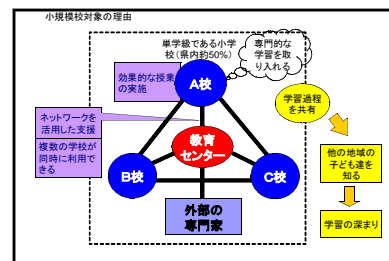 小規模校対象の理由
単学級である小学
校（県内約50%）
専門的な
学習を取
り入れる
効果的な授業
の実施
A校
学習過程
を共有
ネットワークを
活用した支援
複数の学校が
同時に利用で
きる
教育
センター
B校
C校
他の地域の
子ども達を
知る
外部の
専門家
学習の深まり